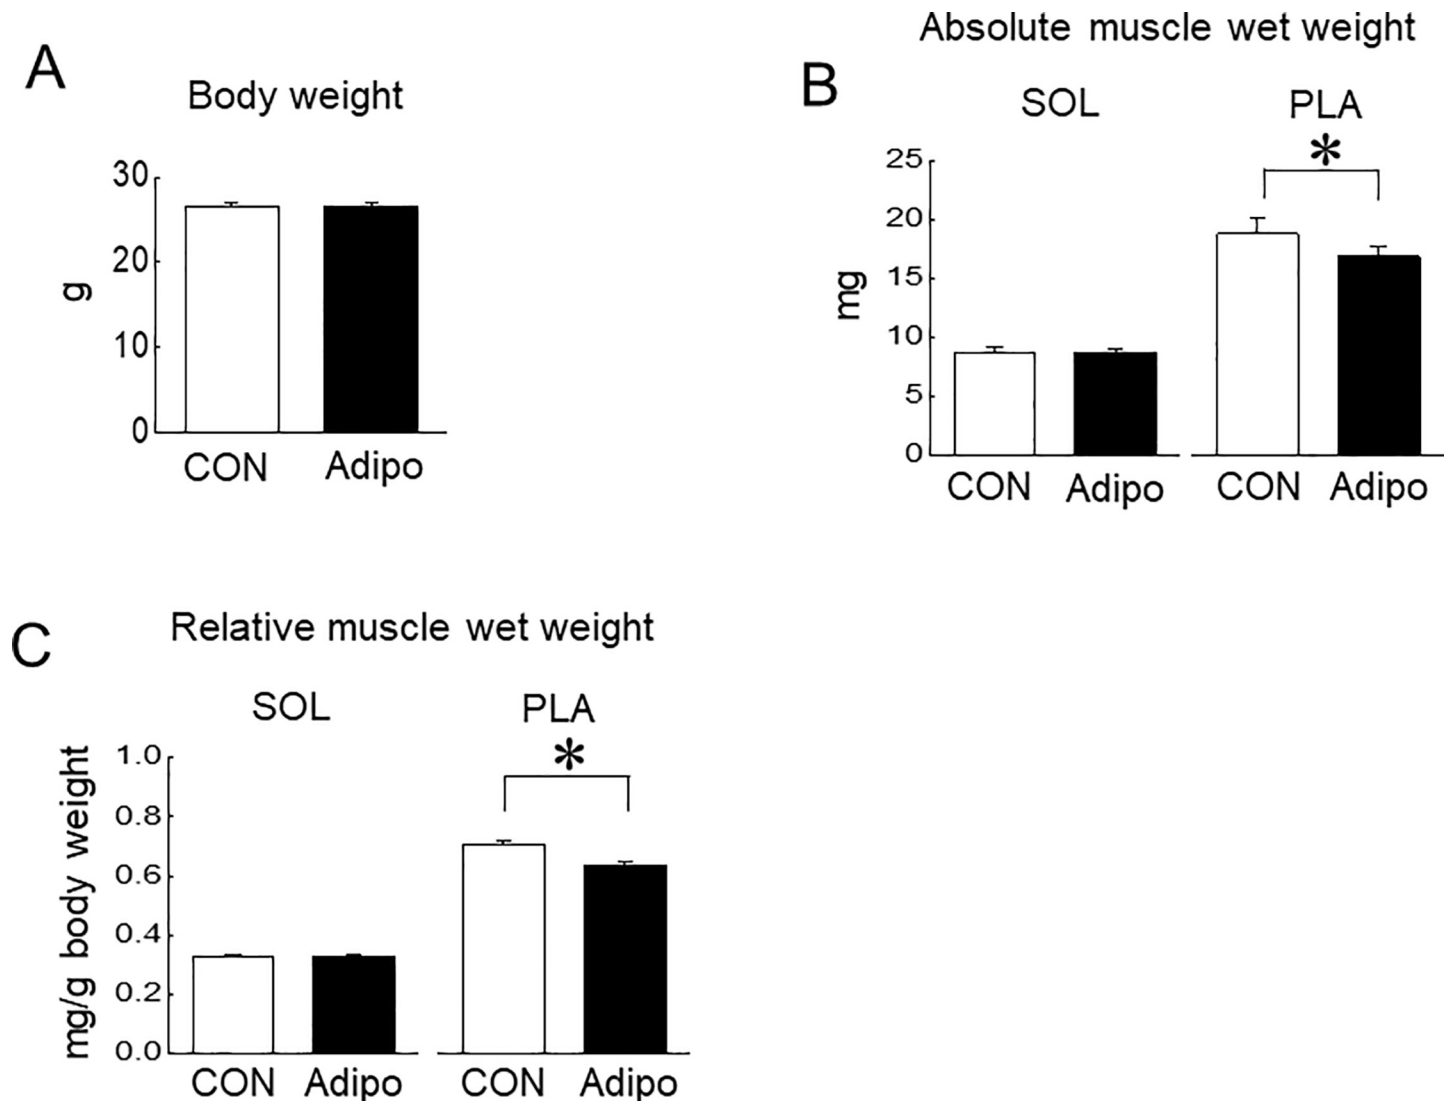 A
Body weight
30
20
10
0
g
CON Adipo
Absolute muscle wet weight
B
SOL PLA
*
25
20
15
10
5
0
mg
CON Adipo CON Adipo
C
Relative muscle wet weight
SOL PLA
*
1.0
0.8
0.6
0.4
0.2
0.0
mg/g body weight
CON Adipo CON Adipo